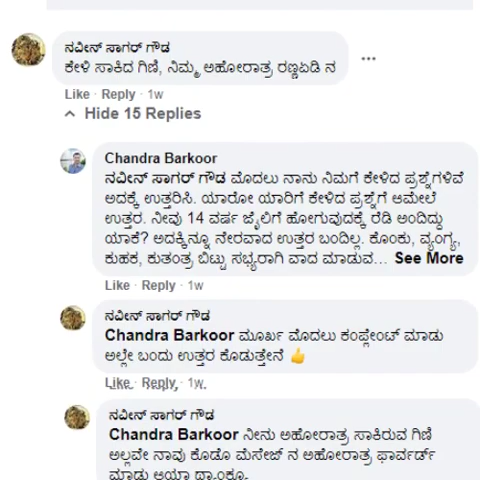 ನವೀನ್ ಸಾಗರ್ ಗೌಡ
ಕೇಳಿ ಸಾಕಿದ ಗಿಣಿ, ನಿಮ್ಮ ಅಹೋರಾತ್ರ ರಣ್ಣಏಡಿ ನ
Like · Reply · 1w
Hide 15 Replies
Chandra Barkoor
ನವೀನ್ ಸಾಗರ್ ಗೌಡ ಮೊದಲು ನಾನು ನಿಮಗೆ ಕೇಳಿದ ಪ್ರಶ್ನೆಗಳಿವೆ
ಅದಕ್ಕೆ ಉತ್ತರಿಸಿ. ಯಾರೋ ಯಾರಿಗೆ ಕೇಳಿದ ಪ್ರಶ್ನೆಗೆ ಆಮೇಲೆ
ಉತ್ತರ. ನೀವು 14 ವರ್ಷ ಜೈಲಿಗೆ ಹೋಗುವುದಕ್ಕೆ ರೆಡಿ ಅಂದಿದ್ದು
ಯಾಕೆ? ಅದಕ್ಕಿನ್ನೂ ನೇರವಾದ ಉತ್ತರ ಬಂದಿಲ್ಲ. ಕೊಂಕು, ವ್ಯಂಗ್ಯ,
ಕುಹಕ, ಕುತಂತ್ರ ಬಿಟ್ಟು ಸಭ್ಯರಾಗಿ ವಾದ ಮಾಡುವ... See More
Like · Reply · 1w
ನವೀನ್ ಸಾಗರ್ ಗೌಡ
Chandra Barkoor ಮೂರ್ಖ ಮೊದಲು ಕಂಪ್ಲೇಂಟ್ ಮಾಡು
ಅಲ್ಲೇ ಬಂದು ಉತ್ತರ ಕೊಡುತ್ತೇನೆ 👍
Like · Reply · 1w
ನವೀನ್ ಸಾಗರ್ ಗೌಡ
Chandra Barkoor ನೀನು ಅಹೋರಾತ್ರ ಸಾಕಿರುವ ಗಿಣಿ
ಅಲ್ಲವೇ ನಾವು ಕೊಡೊ ಮೆಸೇಜ್ ನ ಅಹೋರಾತ್ರ ಫಾರ್ವರ್ಡ್
ಮಾಡು